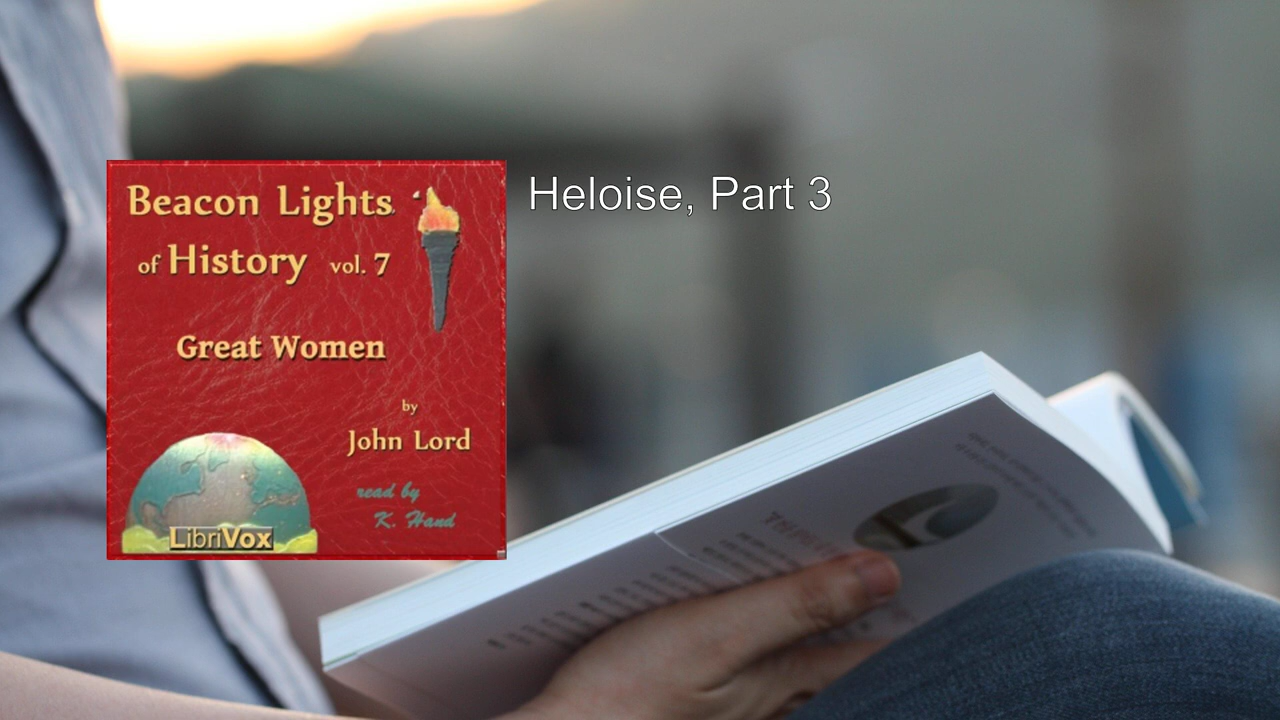 Beacon Lights
of History vol. 7
Great Women
by
John Lord
read by
K. Hand
LibriVox
Heloise, Part 3